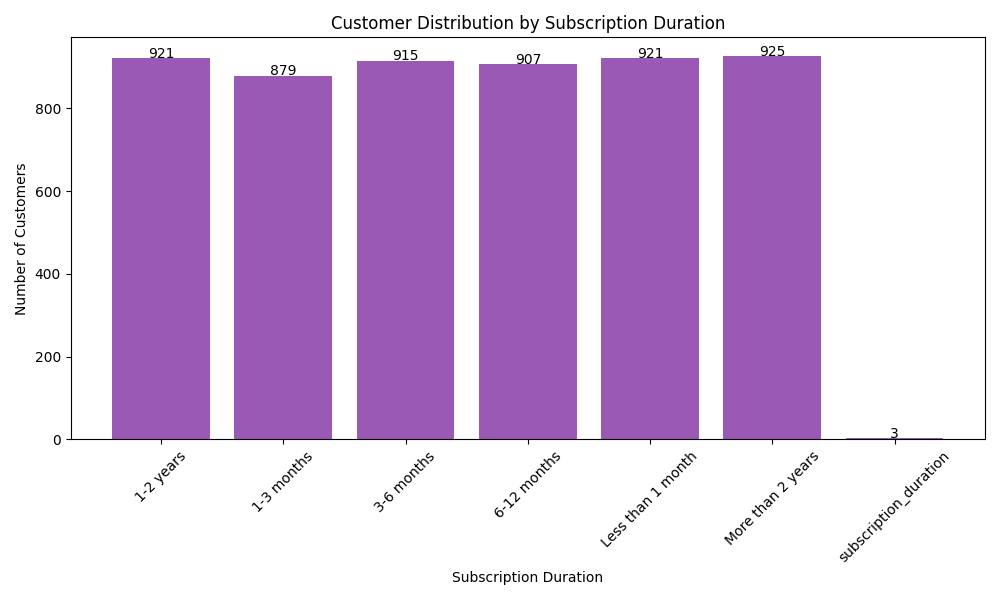 Customer Distribution by Subscription Duration
921
879
915
907
921
925
3
Number of Customers
800
600
400
200
0
1-2 years
1-3 months
3-6 months
6-12 months
Less than 1 month
More than 2 years
subscription_duration
Subscription Duration